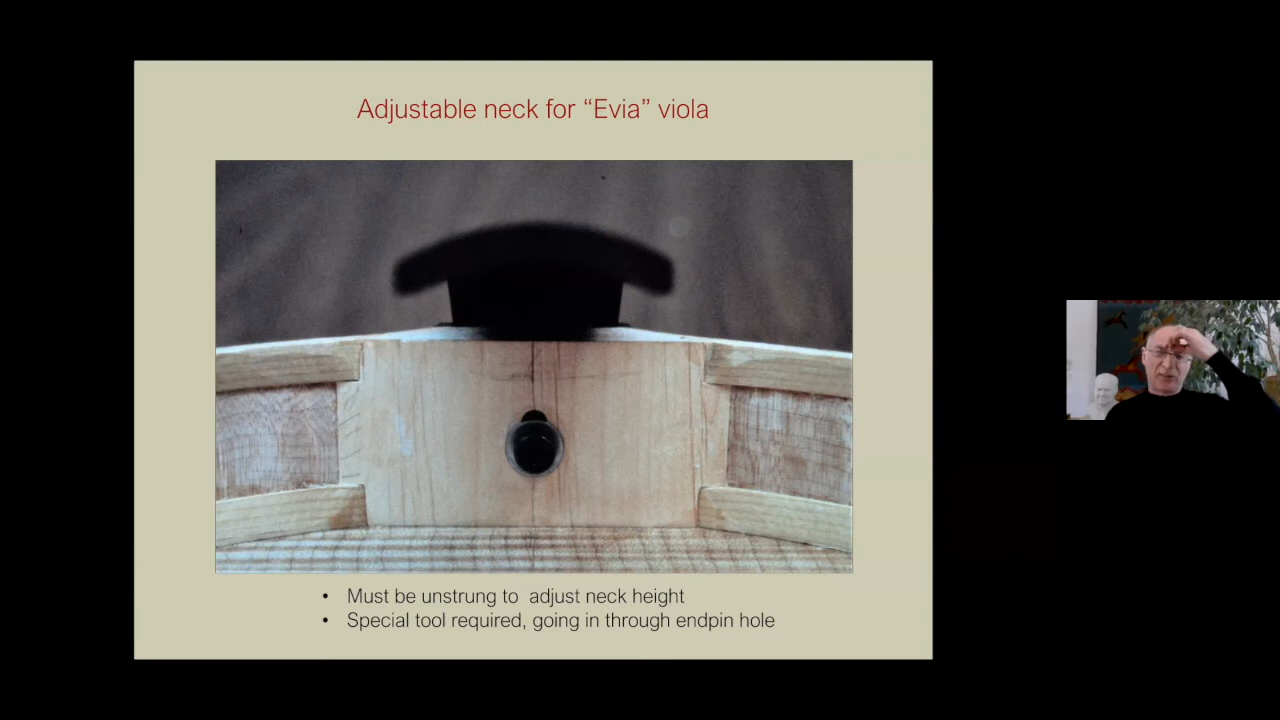 Adjustable neck for “Evia” viola
• Must be unstrung to  adjust neck height
• Special tool required, going in through endpin hole